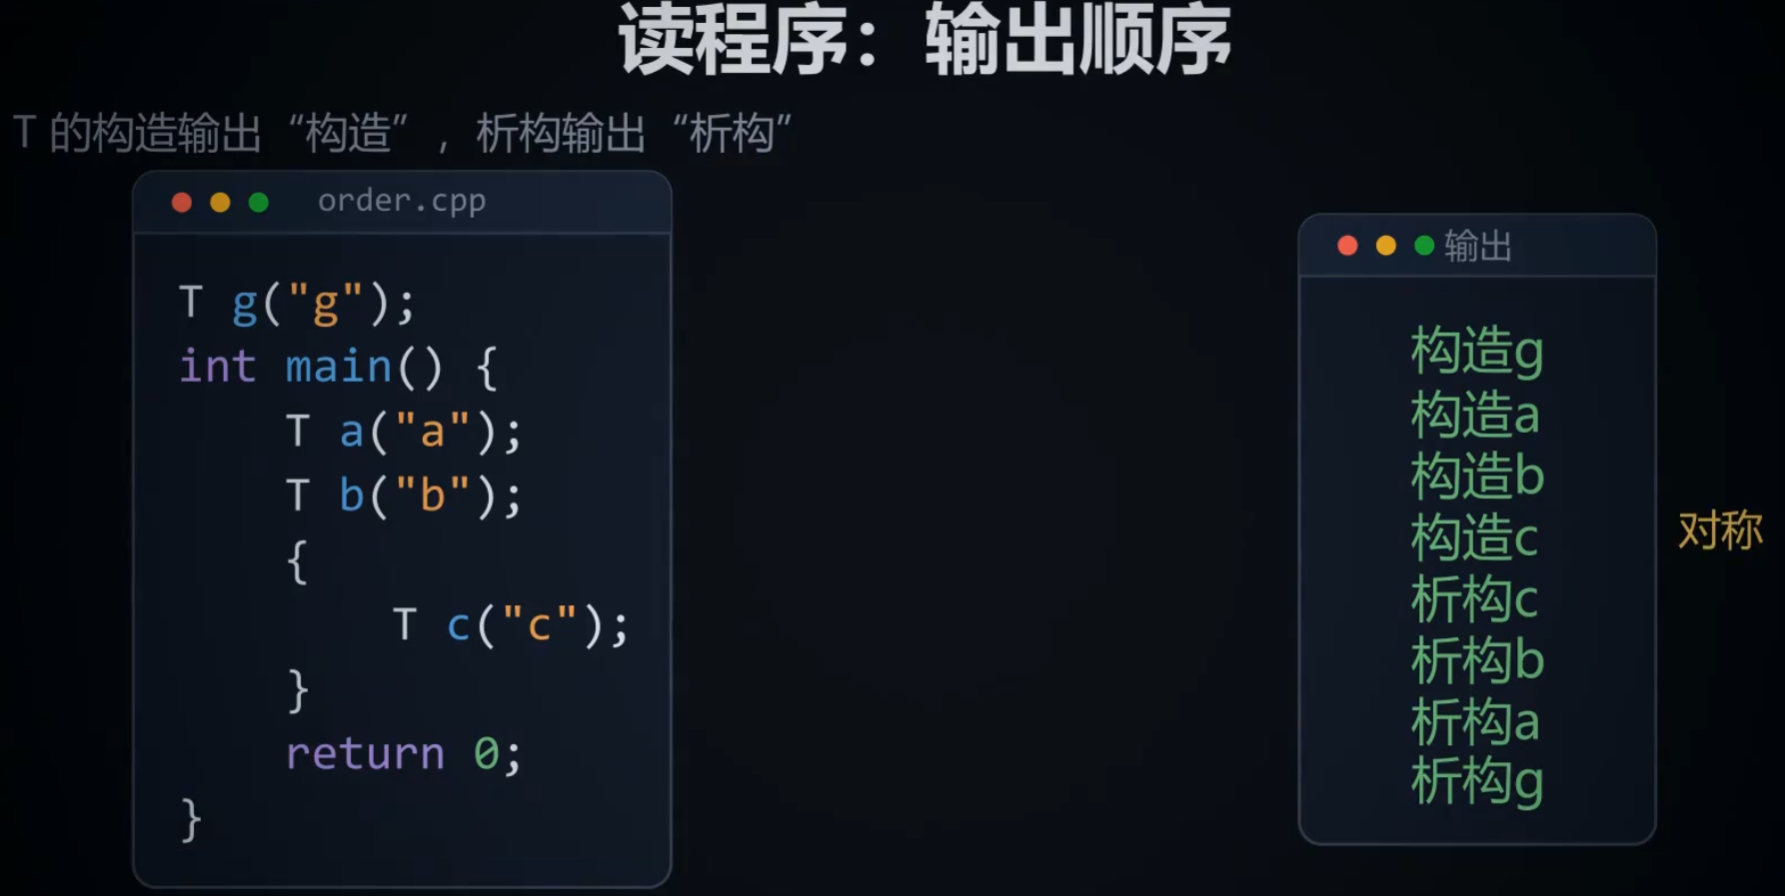 读程序：输出顺序
T 的构造输出“构造”，析构输出“析构”
order.cpp
T g("g");
int main() {
T a("a");
T b("b");
{
T c("c");
}
return 0;
}
输出
构造g
构造a
构造b
构造c
析构c
析构b
析构a
析构g
对称